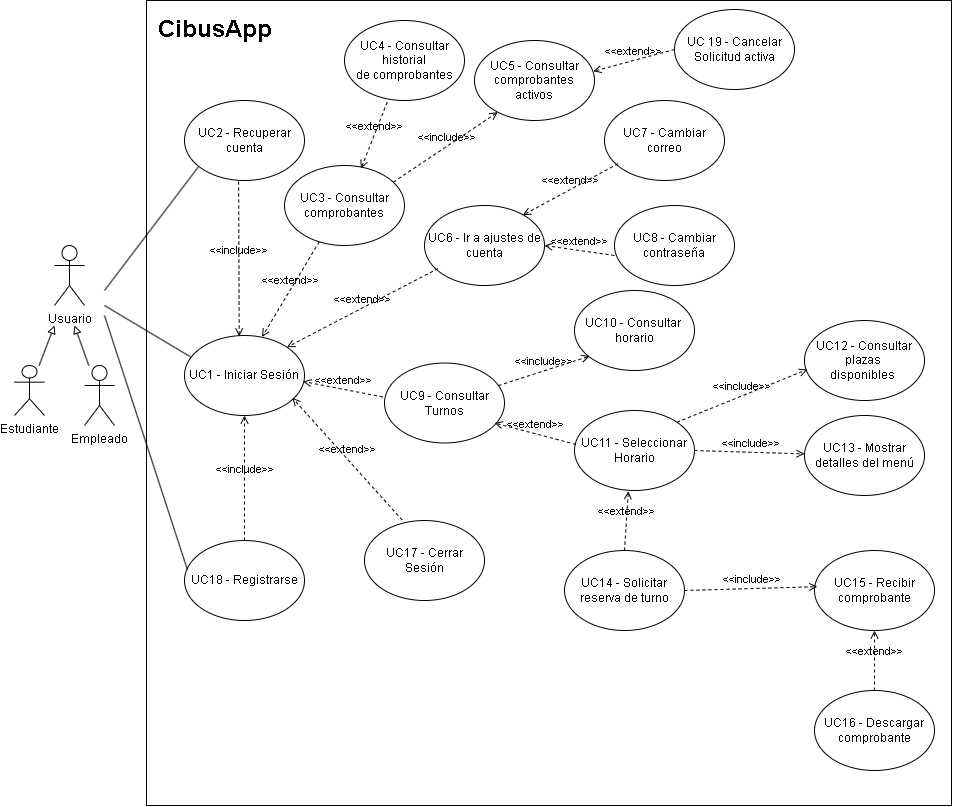 CibusApp
UC4 - Consultar
historial
de comprobantes
UC5 - Consultar
comprobantes
activos
UC 19 - Cancelar
Solicitud activa
<<extend>>
<<extend>>
<<include>>
UC2 - Recuperar
cuenta
UC7 - Cambiar
correo
UC3 - Consultar
comprobantes
<<extend>>
UC6 - Ir a ajustes de
cuenta
<<extend>>
UC8 - Cambiar
contraseña
<<include>>
<<extend>>
<<extend>>
Usuario
Estudiante
Empleado
UC1 - Iniciar Sesión
UC10 - Consultar
horario
UC12 - Consultar
plazas
disponibles
<<include>>
<<extend>>
UC9 - Consultar
Turnos
<<include>>
<<extend>>
UC11 - Seleccionar
Horario
<<include>>
UC13 - Mostrar
detalles del menú
<<include>>
<<extend>>
<<extend>>
UC17 - Cerrar
Sesión
UC18 - Registrarse
UC14 - Solicitar
reserva de turno
<<include>>
UC15 - Recibir
comprobante
<<extend>>
UC16 - Descargar
comprobante